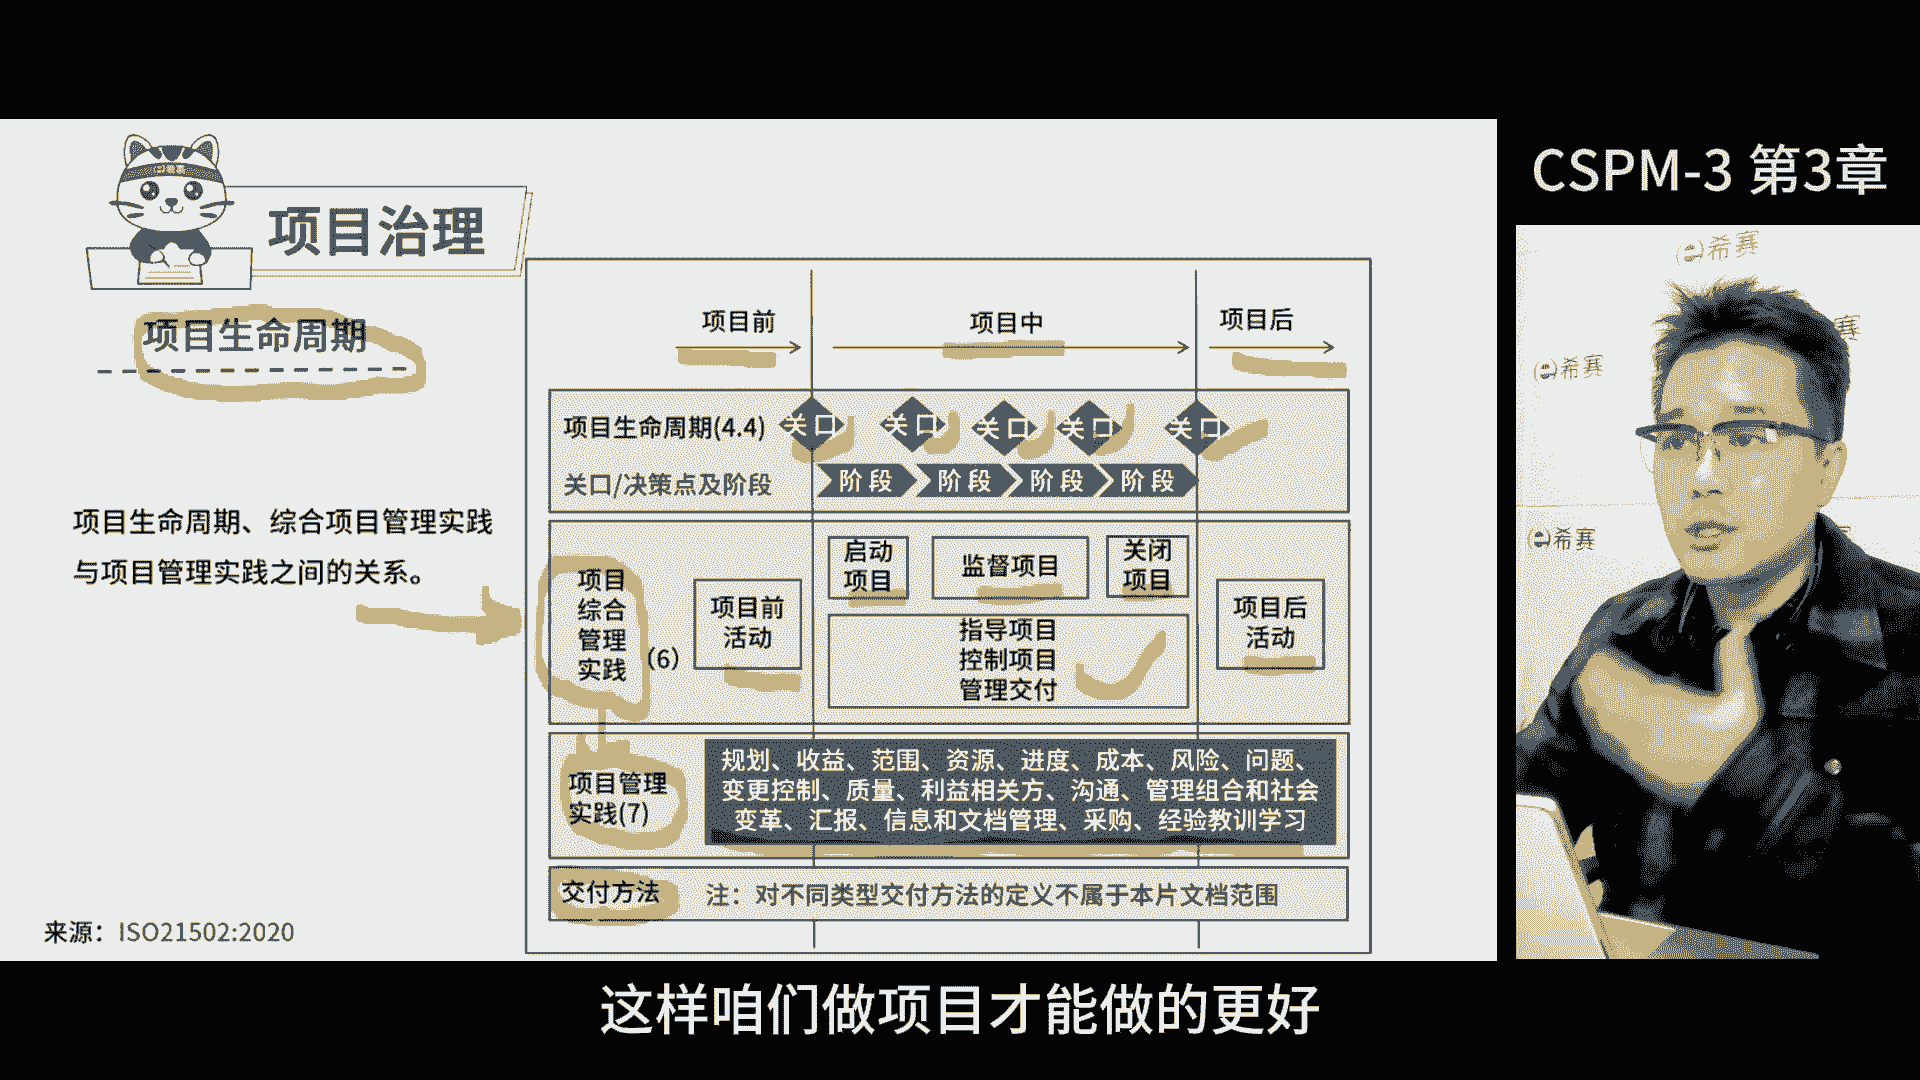 CSPM-3 第3章
希赛
希赛
赛
希赛
项目治理
项目生命周期
项目生命周期、综合项目管理实践
与项目管理实践之间的关系。
来源：ISO21502:2020
项目前
项目中
项目后
项目生命周期(4.4)
关口
关口
关口
关口
关口
关口/决策点及阶段
阶段
阶段
阶段
阶段
项目
综合
管理
实践
(6)
项目前
活动
启动
项目
监督项目
关闭
项目
指导项目
控制项目
管理交付
项目后
活动
项目管理
实践(7)
规划、收益、范围、资源、进度、成本、风险、问题、
变更控制、质量、利益相关方、沟通、管理组合和社会
变革、汇报、信息和文档管理、采购、经验教训学习
交付方法
注：对不同类型交付方法的定义不属于本片文档范围
这样咱们做项目才能做的更好